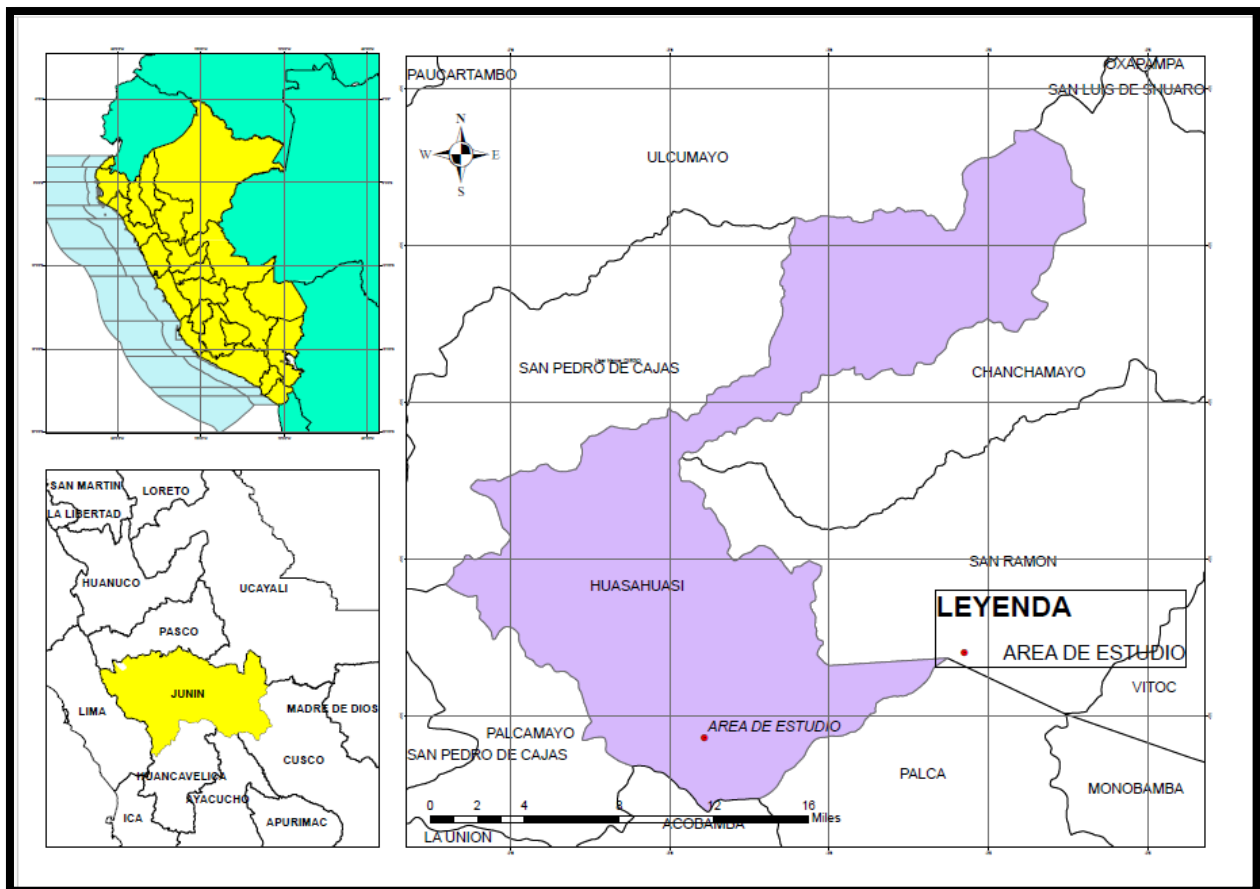 PAUCARTAMBO
OXAPAMPA
SAN LUIS DE SHUARO
N
W
E
S
ULCUMAYO
SAN PEDRO DE CAJAS
CHANCHAMAYO
SAN RAMON
HUASAHUASI
LEYENDA
AREA DE ESTUDIO
VITOC
AREA DE ESTUDIO
PALCAMAYO
SAN PEDRO DE CAJAS
PALCA
MONOBAMBA
0 2 4 8 12 16
Miles
ACOBAMBA
LA UNION
SAN MARTIN
LORETO
LA LIBERTAD
HUANUCO
UCAYALI
PASCO
JUNIN
LIMA
MADRE DE DIOS
CUSCO
HUANCAVELICA
AYACUCHO
ICA
APURIMAC